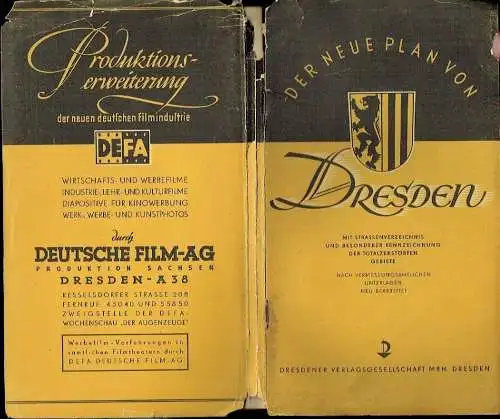 Produktions-
erweiterung
der neuen deutschen Filmindustrie
DEFA
WIRTSCHAFTS- UND WERBEFILME
INDUSTRIE-, LEHR- UND KULTURFILME
DIAPOSITIVE FÜR KINOWERBUNG
WERK-, WERBE- UND KUNSTPHOTOS
durch
DEUTSCHE FILM-AG
PRODUKTION SACHSEN
DRESDEN-A38
KESSELSDORFER STRASSE 208
FERNRUF: 45040 UND 55850
ZWEIGSTELLE DER DEFA-
WOCHENSCHAU „DER AUGENZEUGE"
Werbefilm-Vorführungen in
sämtlichen Filmtheatern durch
DEFA DEUTSCHE FILM-AG
DER NEUE PLAN VON
DRESDEN
MIT STRASSENVERZEICHNIS
UND BESONDERER KENNZEICHNUNG
DER TOTALZERSTÖRTEN
GEBIETE
NACH VERMESSUNGSAMTLICHEN
UNTERLAGEN
NEU BEARBEITET
DRESDENER VERLAGSGESELLSCHAFT MBH. DRESDEN